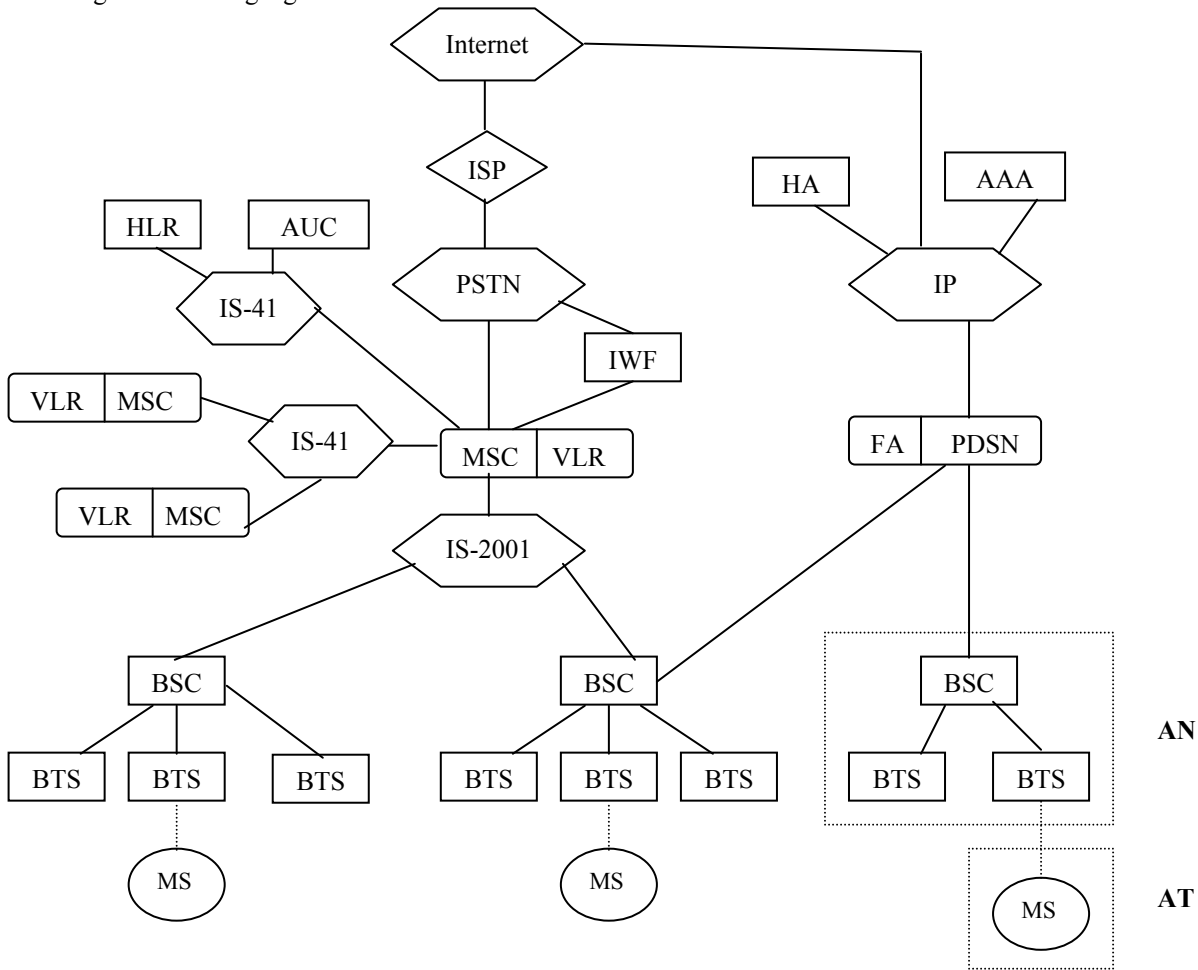 Internet
ISP
HA
AAA
HLR
AUC
PSTN
IP
IS-41
IWF
VLR MSC
IS-41
MSC VLR
FA PDSN
VLR MSC
IS-2001
BSC
BSC
BSC
AN
BTS
BTS
BTS
BTS
BTS
BTS
BTS
BTS
MS
MS
MS
AT